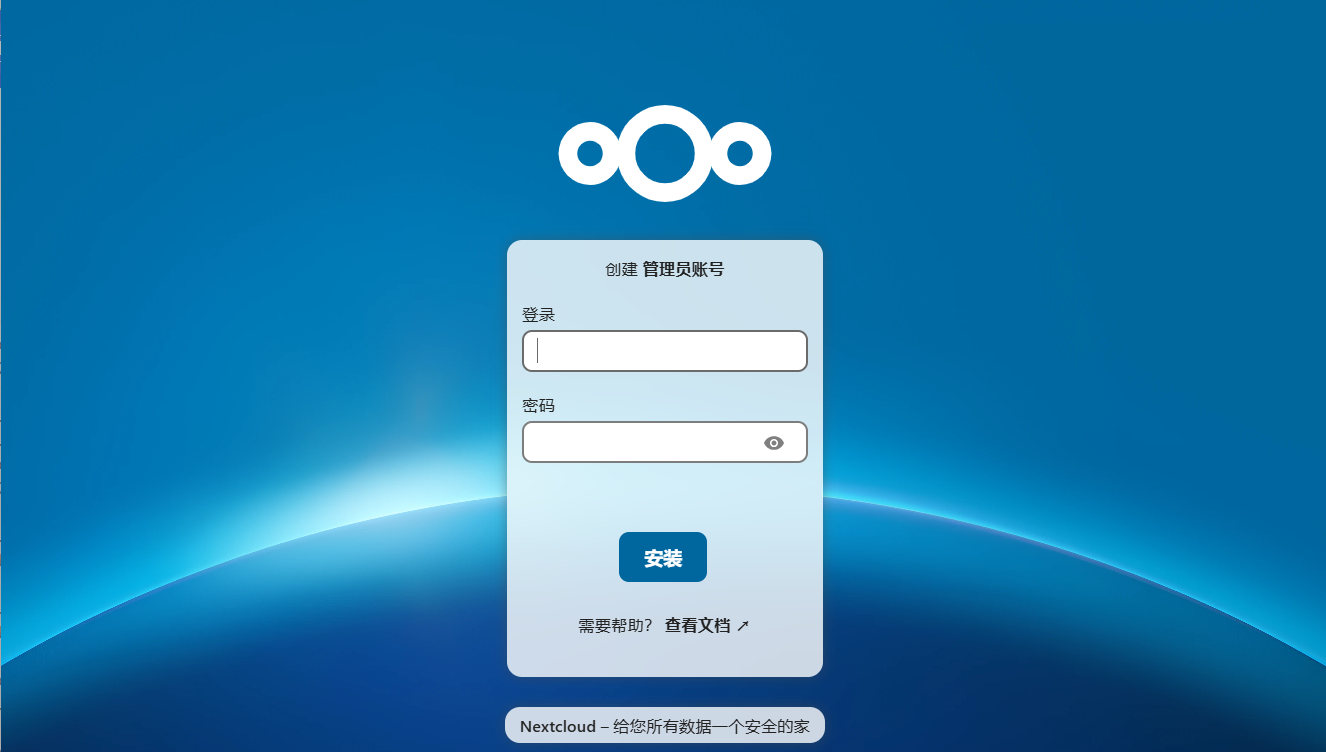 创建 管理员账号
登录
密码
安装
需要帮助? 查看文档 ↗
Nextcloud – 给您所有数据一个安全的家